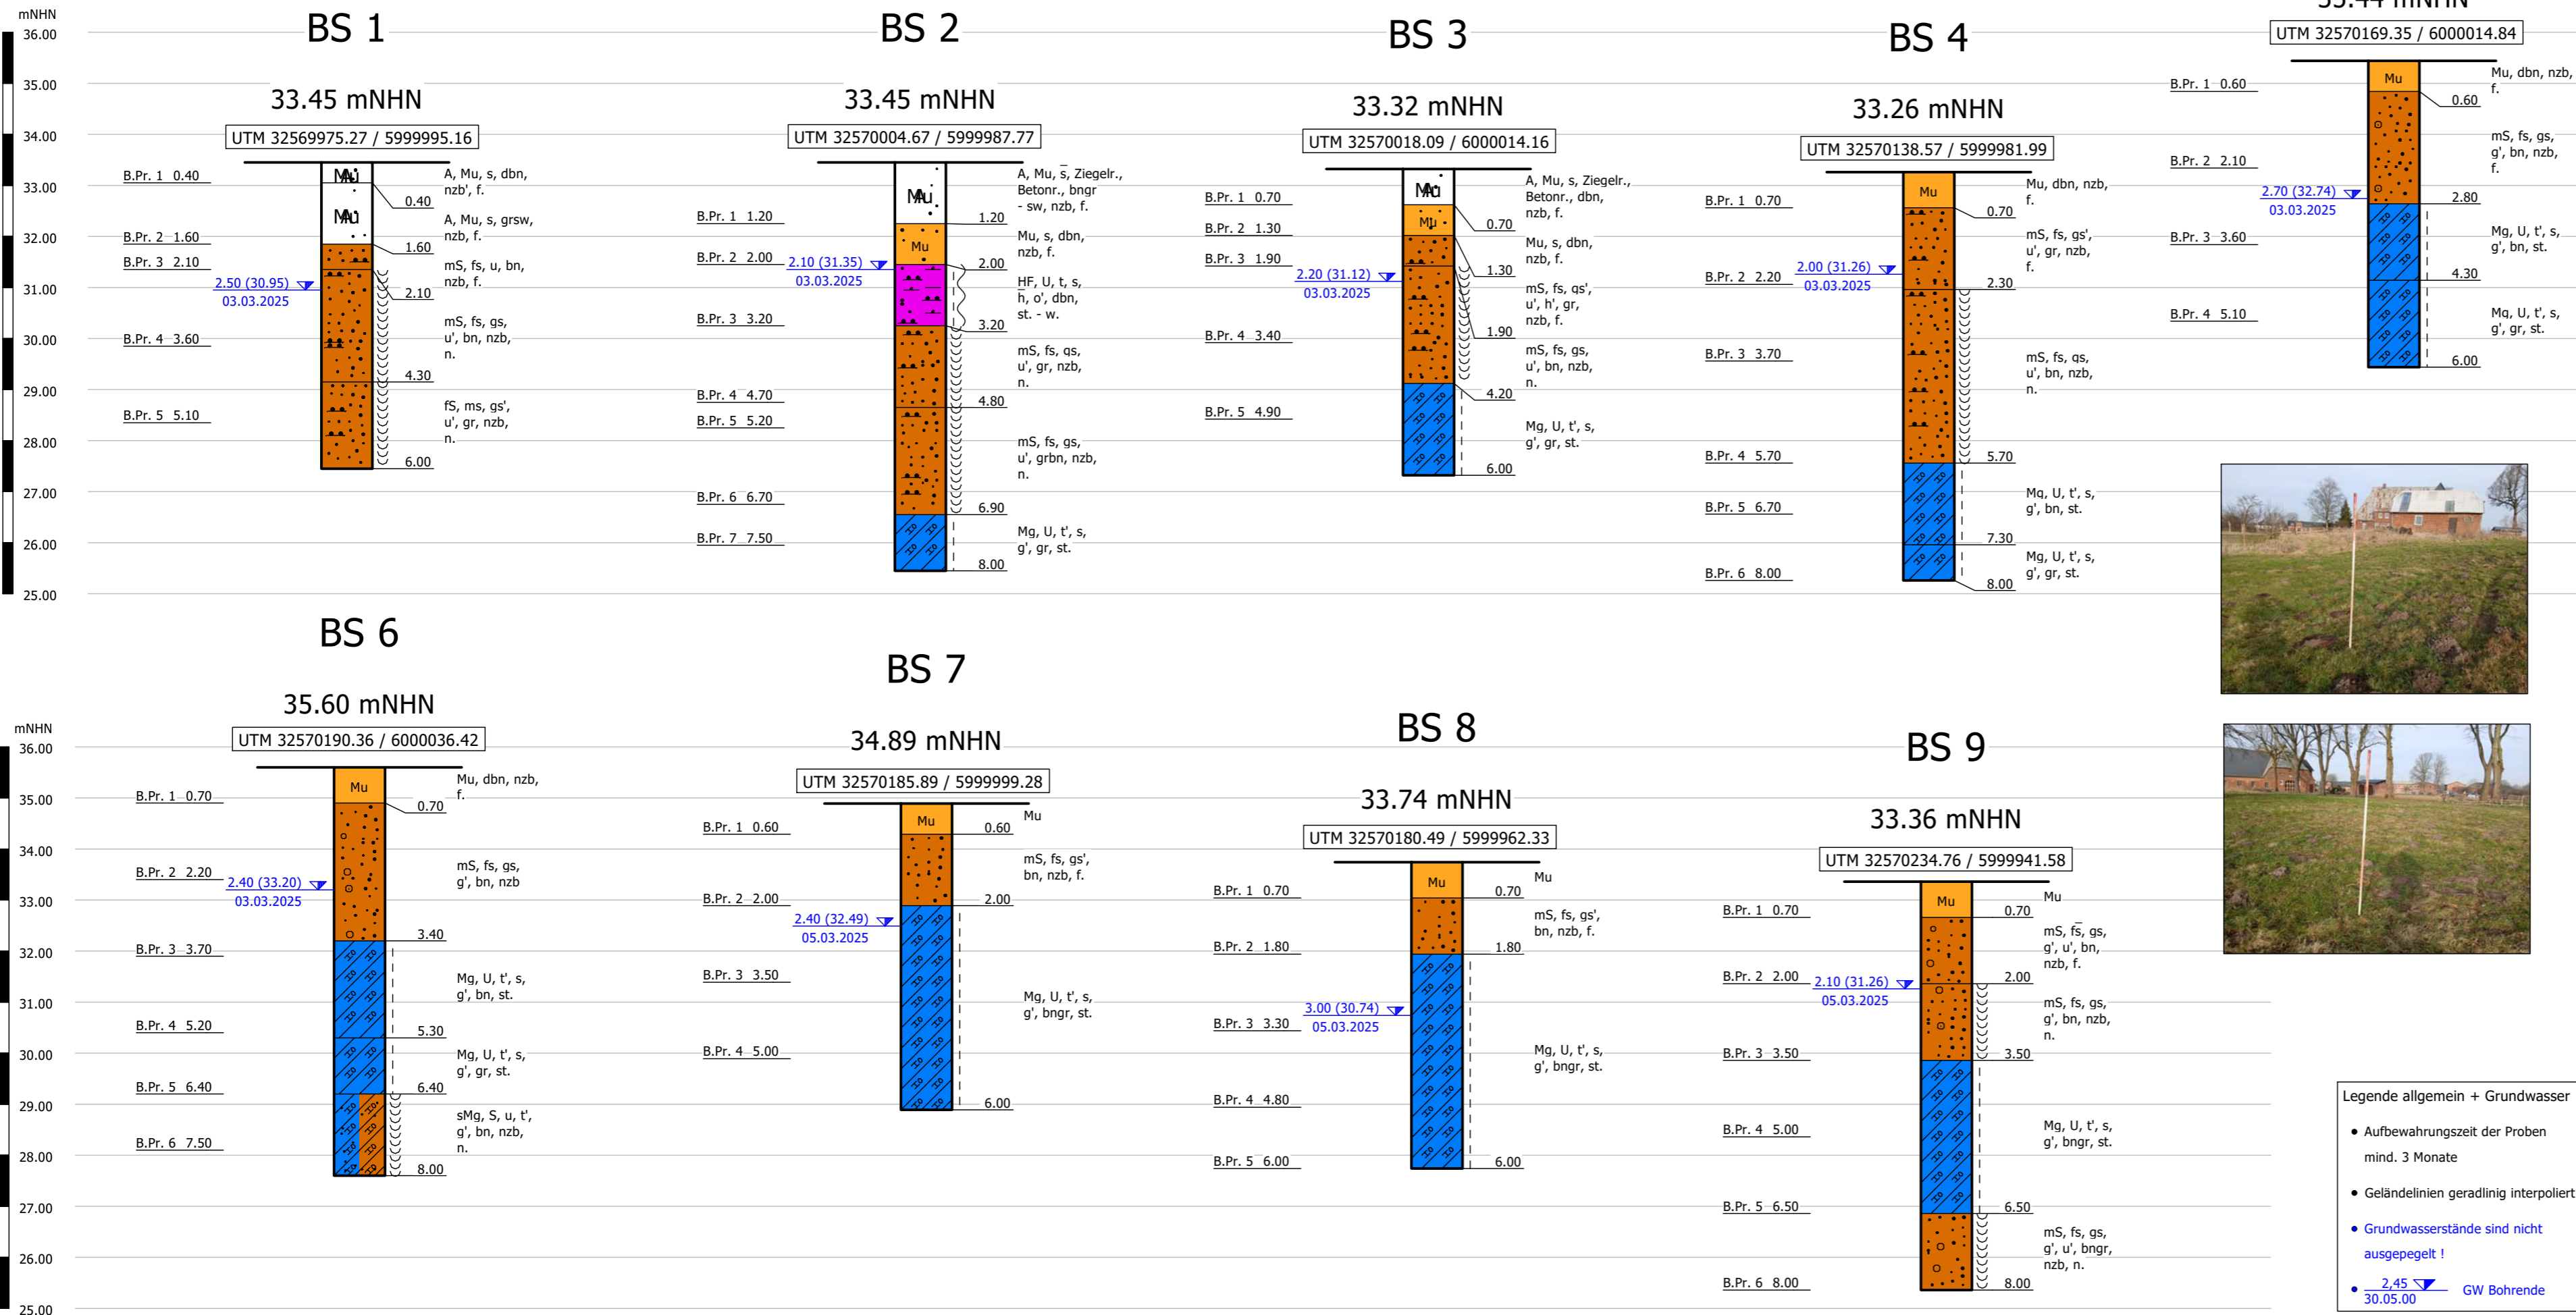 mNHN
36.00
35.00
34.00
33.00
32.00
31.00
30.00
29.00
28.00
27.00
26.00
25.00
BS 1
33.45 mNHN
UTM 32569975.27 / 5999995.16
B.Pr. 1 0.40
B.Pr. 2 1.60
B.Pr. 3 2.10
2.50 (30.95)
03.03.2025
B.Pr. 4 3.60
B.Pr. 5 5.10
0.40
1.60
2.10
4.30
6.00
A, Mu, s, dbn,
nzb', f.
A, Mu, s, grsw,
nzb, f.
mS, fs, u, bn,
nzb, f.
mS, fs, gs,
u', bn, nzb,
n.
fS, ms, gs',
u', gr, nzb,
n.
BS 2
33.45 mNHN
UTM 32570004.67 / 5999987.77
B.Pr. 1 1.20
B.Pr. 2 2.00
2.10 (31.35)
03.03.2025
B.Pr. 3 3.20
B.Pr. 4 4.70
B.Pr. 5 5.20
B.Pr. 6 6.70
B.Pr. 7 7.50
Mu
1.20
2.00
3.20
4.80
6.90
8.00
A, Mu, s̅, Ziegelr.,
Betonr., bngr
- sw, nzb, f.
Mu, s, dbn,
nzb, f.
HF, U, t, s,
h, o', dbn,
st. - w.
mS, fs, gs,
u', gr, nzb,
n.
mS, fs, gs,
u', grbn, nzb,
n.
Mg, U, t', s,
g', gr, st.
BS 3
33.32 mNHN
UTM 32570018.09 / 6000014.16
B.Pr. 1 0.70
B.Pr. 2 1.30
B.Pr. 3 1.90
2.20 (31.12)
03.03.2025
B.Pr. 4 3.40
B.Pr. 5 4.90
Mu
0.70
1.30
1.90
4.20
6.00
A, Mu, s, Ziegelr.,
Betonr., dbn,
nzb, f.
Mu, s, dbn,
nzb, f.
mS, fs, gs',
u', h', gr,
nzb, f.
mS, fs, gs,
u', bn, nzb,
n.
Mg, U, t', s,
g', gr, st.
BS 4
33.26 mNHN
UTM 32570138.57 / 5999981.99
B.Pr. 1 0.70
B.Pr. 2 2.20
2.00 (31.26)
03.03.2025
B.Pr. 3 3.70
B.Pr. 4 5.70
B.Pr. 5 6.70
B.Pr. 6 8.00
Mu
0.70
2.30
5.70
7.30
8.00
Mu, dbn, nzb,
f.
mS, fs, gs',
u', gr, nzb,
f.
mS, fs, gs,
u', bn, nzb,
n.
Mg, U, t', s,
g', bn, st.
Mg, U, t', s,
g', gr, st.
35.44 mNHN
UTM 32570169.35 / 6000014.84
B.Pr. 1 0.60
B.Pr. 2 2.10
2.70 (32.74)
03.03.2025
B.Pr. 3 3.60
B.Pr. 4 5.10
Mu
0.60
2.80
4.30
6.00
Mu, dbn, nzb,
f.
mS, fs, gs,
g', bn, nzb,
f.
Mg, U, t', s,
g', bn, st.
Mg, U, t', s,
g', gr, st.
mNHN
36.00
35.00
34.00
33.00
32.00
31.00
30.00
29.00
28.00
27.00
26.00
25.00
BS 6
35.60 mNHN
UTM 32570190.36 / 6000036.42
B.Pr. 1 0.70
B.Pr. 2 2.20
2.40 (33.20)
03.03.2025
B.Pr. 3 3.70
B.Pr. 4 5.20
B.Pr. 5 6.40
B.Pr. 6 7.50
Mu
0.70
3.40
5.30
6.40
8.00
Mu, dbn, nzb,
f.
mS, fs, gs,
g', bn, nzb
Mg, U, t', s,
g', bn, st.
Mg, U, t', s,
g', gr, st.
sMg, S, u, t',
g', bn, nzb,
n.
BS 7
34.89 mNHN
UTM 32570185.89 / 5999999.28
B.Pr. 1 0.60
B.Pr. 2 2.00
2.40 (32.49)
05.03.2025
B.Pr. 3 3.50
B.Pr. 4 5.00
Mu
0.60
2.00
6.00
Mu
mS, fs, gs',
bn, nzb, f.
Mg, U, t', s,
g', bngr, st.
BS 8
33.74 mNHN
UTM 32570180.49 / 5999962.33
B.Pr. 1 0.70
B.Pr. 2 1.80
3.00 (30.74)
05.03.2025
B.Pr. 3 3.30
B.Pr. 4 4.80
B.Pr. 5 6.00
Mu
0.70
1.80
6.00
Mu
mS, fs, gs',
bn, nzb, f.
Mg, U, t', s,
g', bngr, st.
BS 9
33.36 mNHN
UTM 32570234.76 / 5999941.58
B.Pr. 1 0.70
B.Pr. 2 2.00
2.10 (31.26)
05.03.2025
B.Pr. 3 3.50
B.Pr. 4 5.00
B.Pr. 5 6.50
B.Pr. 6 8.00
Mu
0.70
2.00
3.50
6.50
8.00
Mu
mS, fs̅, gs,
g', u', bn,
nzb, f.
mS, fs, gs,
g', bn, nzb,
n.
Mg, U, t', s,
g', bngr, st.
mS, fs, gs,
g', u', bngr,
nzb, n.
Legende allgemein + Grundwasser
• Aufbewahrungszeit der Proben
mind. 3 Monate
• Geländelinien geradlinig interpoliert
• Grundwasserstände sind nicht
ausgepegelt !
• 2,45 GW Bohrende
30.05.00